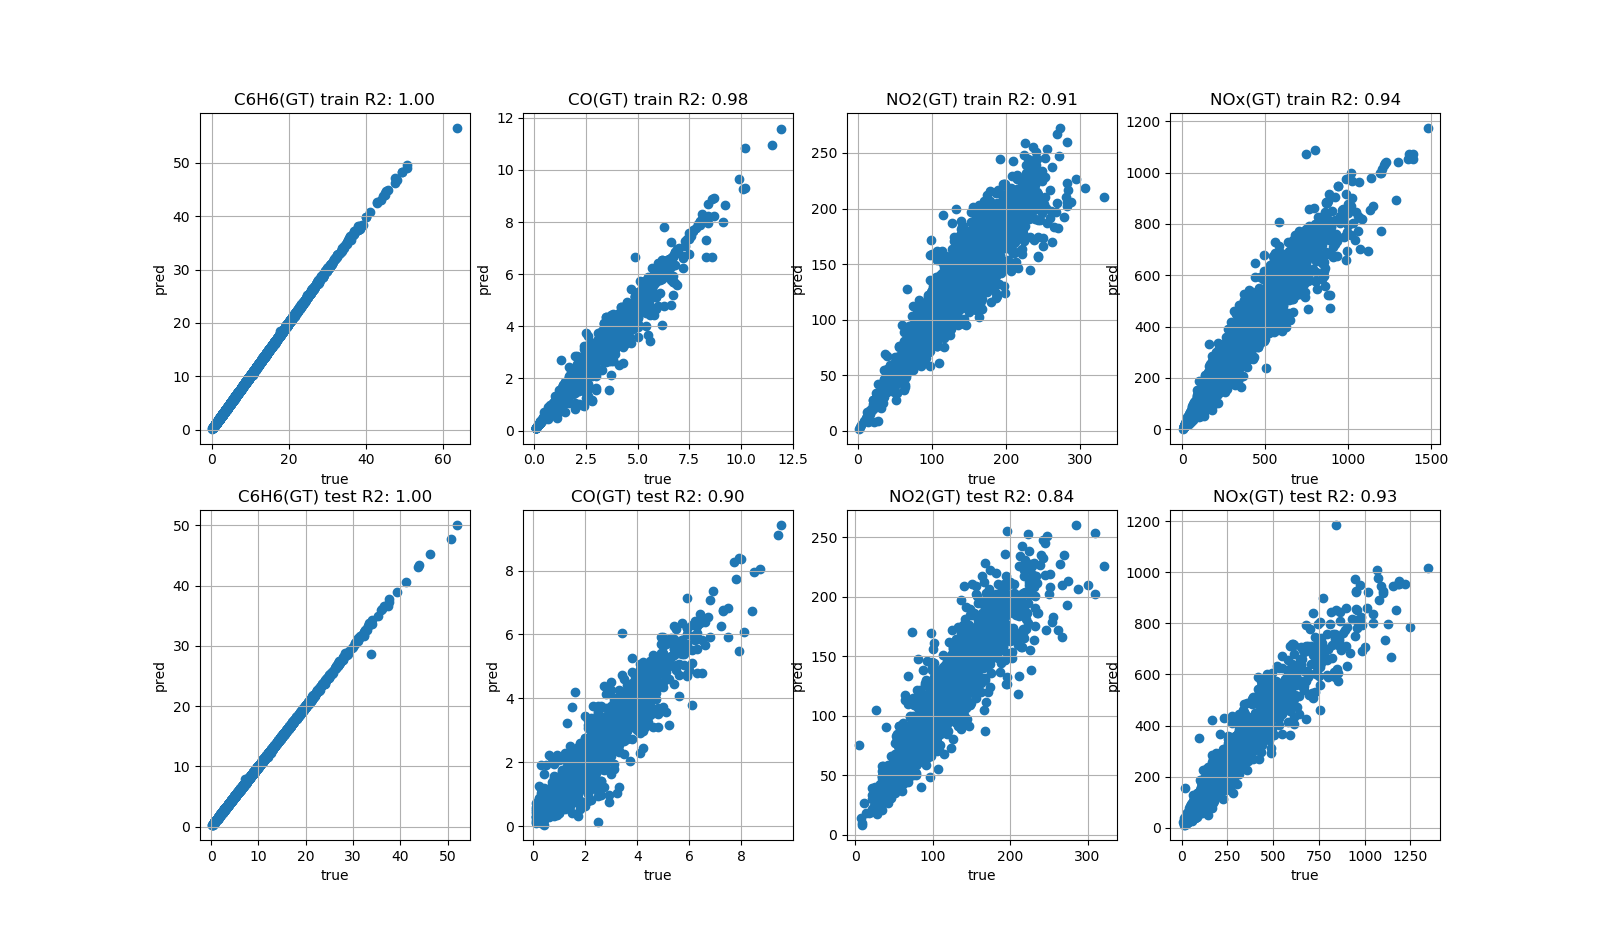 C6H6(GT) train R2: 1.00
50
40
30
20
10
0
0 20 40 60
pred
true
CO(GT) train R2: 0.98
12
10
8
6
4
2
0
0.0 2.5 5.0 7.5 10.0 12.5
pred
true
NO2(GT) train R2: 0.91
250
200
150
100
50
0
0 100 200 300
pred
true
NOx(GT) train R2: 0.94
1200
1000
800
600
400
200
0
0 500 1000 1500
pred
true
C6H6(GT) test R2: 1.00
50
40
30
20
10
0
0 10 20 30 40 50
pred
true
CO(GT) test R2: 0.90
8
6
4
2
0
0 2 4 6 8
pred
true
NO2(GT) test R2: 0.84
250
200
150
100
50
0
0 100 200 300
pred
true
NOx(GT) test R2: 0.93
1200
1000
800
600
400
200
0
0 250 500 750 1000 1250
pred
true